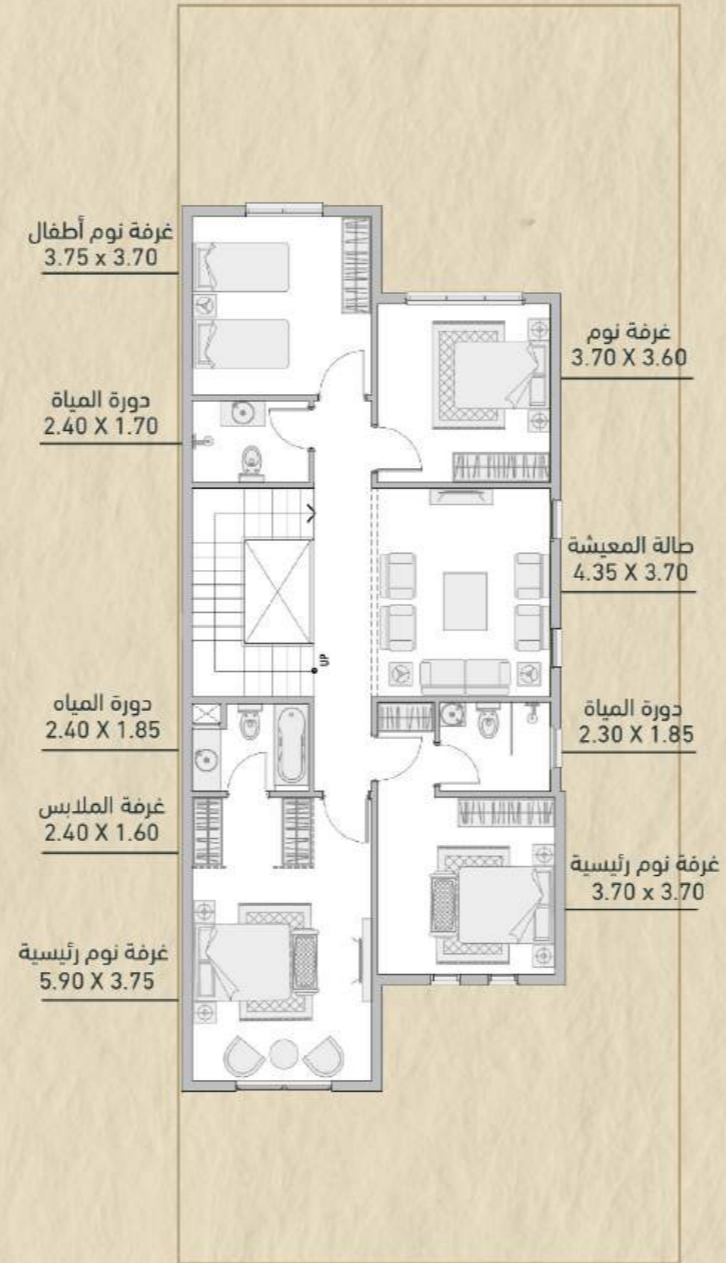 غرفة نوم أطفال
3.75 x 3.70
غرفة نوم
3.70 X 3.60
دورة المياة
2.40 X 1.70
صالة المعيشة
4.35 X 3.70
UP
دورة المياه
2.40 X 1.85
دورة المياة
2.30 X 1.85
غرفة الملابس
2.40 X 1.60
غرفة نوم رئيسية
3.70 x 3.70
غرفة نوم رئيسية
5.90 X 3.75